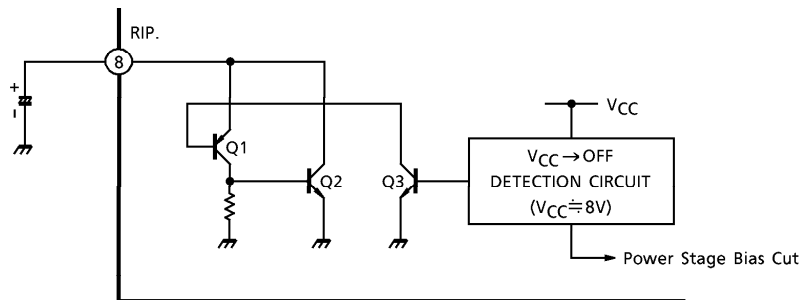 RIP.
8
+
-
Q1
Q2
Q3
VCC
VCC→OFF
DETECTION CIRCUIT
(VCC≒8V)
Power Stage Bias Cut